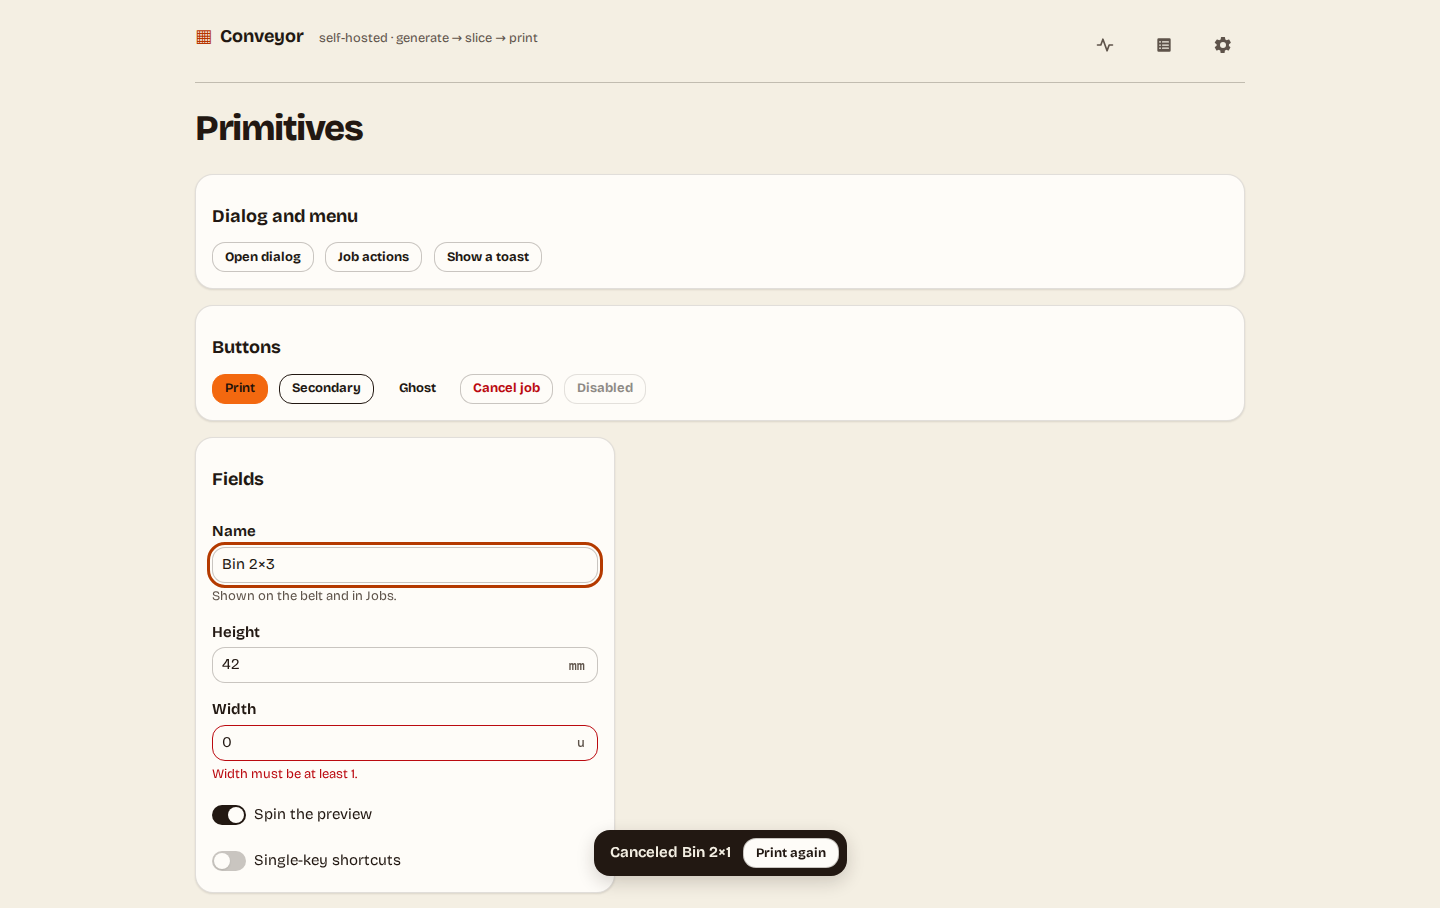 Conveyor self-hosted · generate → slice → print
Primitives
Dialog and menu
Open dialog Job actions Show a toast
Buttons
Print Secondary Ghost Cancel job Disabled
Fields
Name
Bin 2×3
Shown on the belt and in Jobs.
Height
42 mm
Width
0 u
Width must be at least 1.
Spin the preview
Canceled Bin 2×1 Print again
Single-key shortcuts